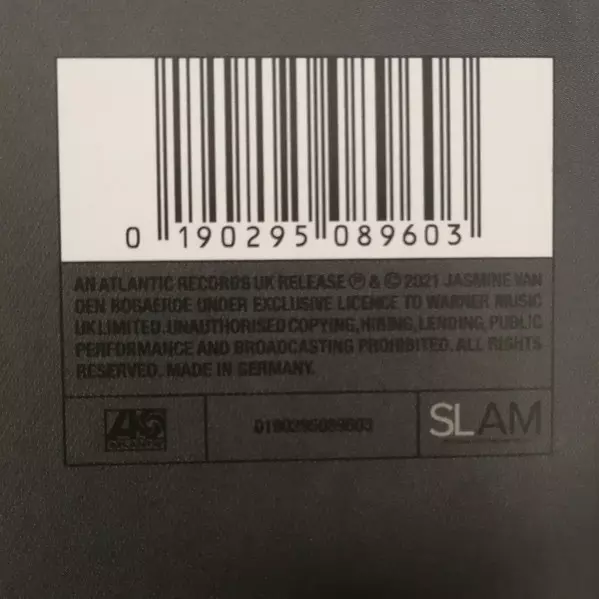 0 190295 089603
AN ATLANTIC RECORDS UK RELEASE ℗ & © 2021 JASMINE VAN
DEN BOGAERDE UNDER EXCLUSIVE LICENCE TO WARNER MUSIC
UK LIMITED. UNAUTHORISED COPYING, HIRING, LENDING, PUBLIC
PERFORMANCE AND BROADCASTING PROHIBITED. ALL RIGHTS
RESERVED. MADE IN GERMANY.
0190295089603
SLAM